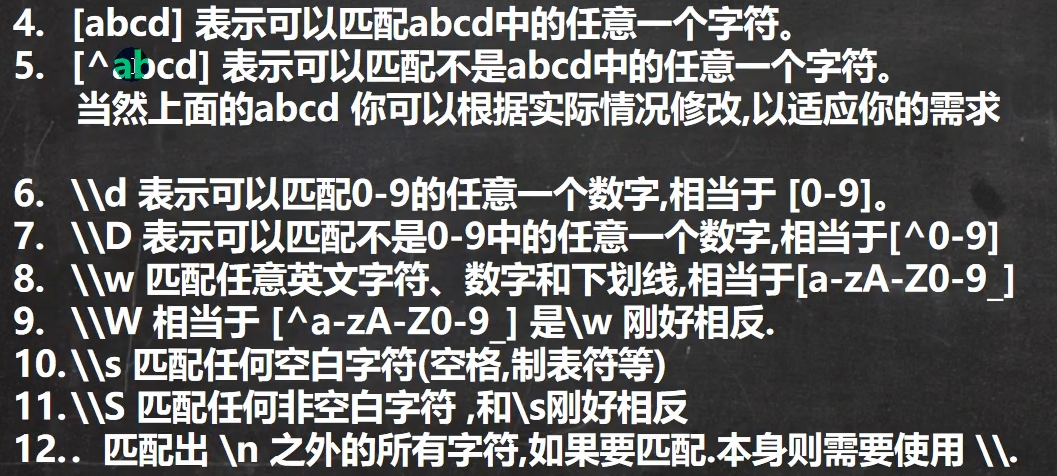 4. [abcd] 表示可以匹配abcd中的任意一个字符。
5. [^abcd] 表示可以匹配不是abcd中的任意一个字符。
当然上面的abcd 你可以根据实际情况修改,以适应你的需求
6. \\d 表示可以匹配0-9的任意一个数字,相当于 [0-9]。
7. \\D 表示可以匹配不是0-9中的任意一个数字,相当于[^0-9]
8. \\w 匹配任意英文字符、数字和下划线,相当于[a-zA-Z0-9_]
9. \\W 相当于 [^a-zA-Z0-9_] 是\w 刚好相反.
10. \\s 匹配任何空白字符(空格,制表符等)
11. \\S 匹配任何非空白字符 ,和\s刚好相反
12. . 匹配出 \n 之外的所有字符,如果要匹配.本身则需要使用 \\.